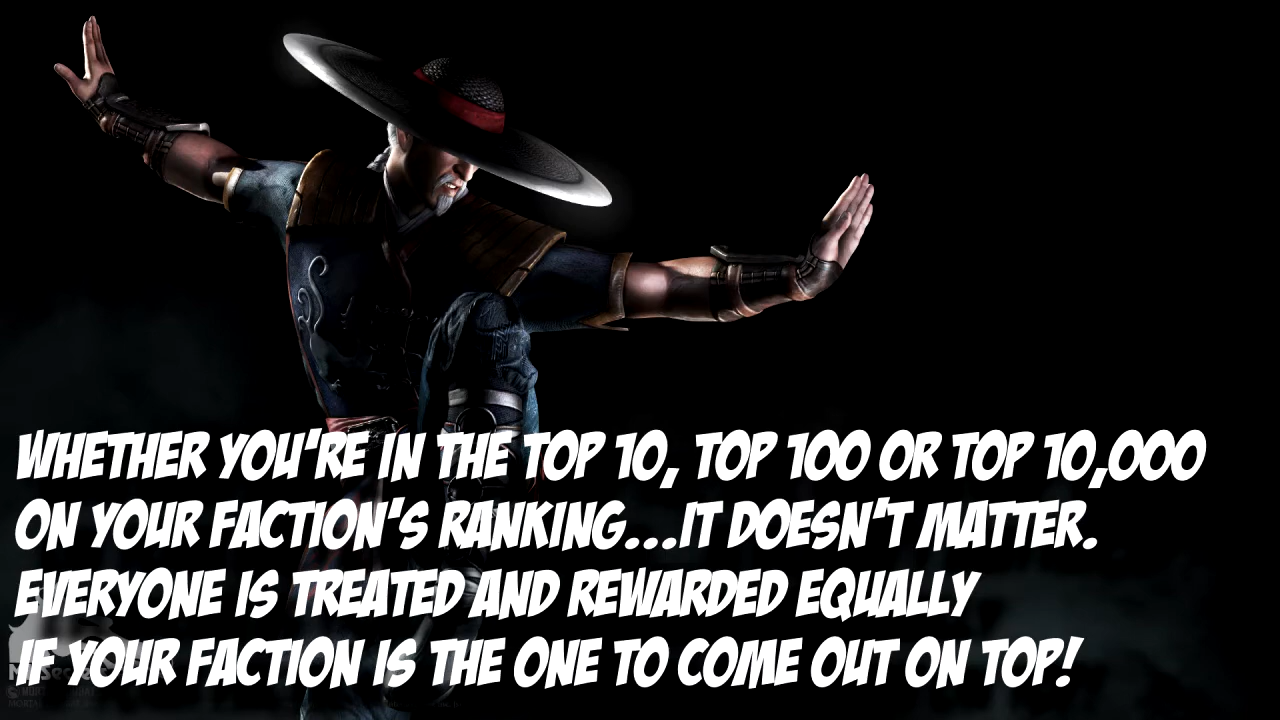 WHETHER YOU'RE IN THE TOP 10, TOP 100 OR TOP 10,000
ON YOUR FACTION'S RANKING...IT DOESN'T MATTER.
EVERYONE IS TREATED AND REWARDED EQUALLY
IF YOUR FACTION IS THE ONE TO COME OUT ON TOP!